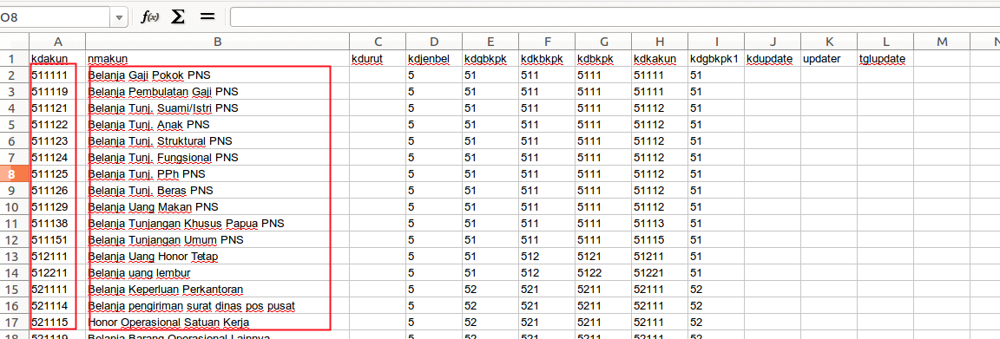 O8 f(x) Σ =
A B C D E F G H I J K L M N
1 kdakun nmakun kdurut kdjenbel kdgbkpk kdkbkpk kdbkpk kdkakun kdgbkpk1 kdupdate updater tglupdate
2 511111 Belanja Gaji Pokok PNS 5 51 511 5111 51111 51
3 511119 Belanja Pembulatan Gaji PNS 5 51 511 5111 51111 51
4 511121 Belanja Tunj. Suami/Istri PNS 5 51 511 5111 51112 51
5 511122 Belanja Tunj. Anak PNS 5 51 511 5111 51112 51
6 511123 Belanja Tunj. Struktural PNS 5 51 511 5111 51112 51
7 511124 Belanja Tunj. Fungsional PNS 5 51 511 5111 51112 51
8 511125 Belanja Tunj. PPh PNS 5 51 511 5111 51112 51
9 511126 Belanja Tunj. Beras PNS 5 51 511 5111 51112 51
10 511129 Belanja Uang Makan PNS 5 51 511 5111 51112 51
11 511138 Belanja Tunjangan Khusus Papua PNS 5 51 511 5111 51113 51
12 511151 Belanja Tunjangan Umum PNS 5 51 511 5111 51115 51
13 512111 Belanja Uang Honor Tetap 5 51 512 5121 51211 51
14 512211 Belanja uang lembur 5 51 512 5122 51221 51
15 521111 Belanja Keperluan Perkantoran 5 52 521 5211 52111 52
16 521114 Belanja pengiriman surat dinas pos pusat 5 52 521 5211 52111 52
17 521115 Honor Operasional Satuan Kerja 5 52 521 5211 52111 52
18 521119 Belanja Barang Operasional Lainnya 5 52 521 5211 52111 52